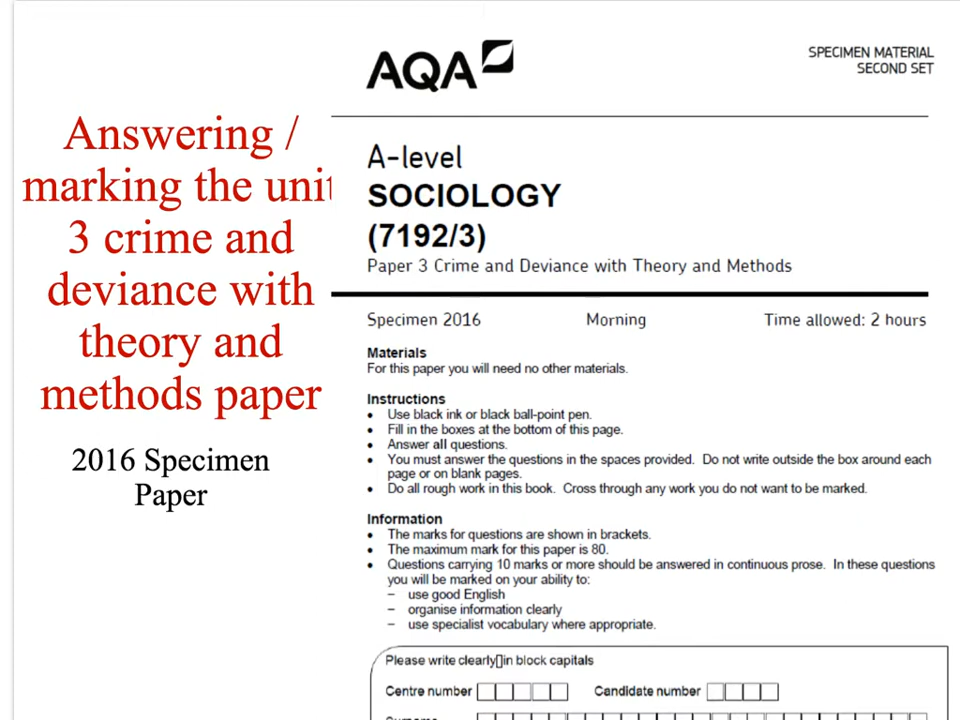 Answering /
marking the unit
3 crime and
deviance with
theory and
methods paper
2016 Specimen
Paper
AQA
SPECIMEN MATERIAL
SECOND SET
A-level
SOCIOLOGY
(7192/3)
Paper 3 Crime and Deviance with Theory and Methods
Specimen 2016 Morning Time allowed: 2 hours
Materials
For this paper you will need no other materials.
Instructions
• Use black ink or black ball-point pen.
• Fill in the boxes at the bottom of this page.
• Answer all questions.
• You must answer the questions in the spaces provided. Do not write outside the box around each
page or on blank pages.
• Do all rough work in this book. Cross through any work you do not want to be marked.
Information
• The marks for questions are shown in brackets.
• The maximum mark for this paper is 80.
• Questions carrying 10 marks or more should be answered in continuous prose. In these questions
you will be marked on your ability to:
– use good English
– organise information clearly
– use specialist vocabulary where appropriate.
Please write clearly▯in block capitals
Centre number Candidate number